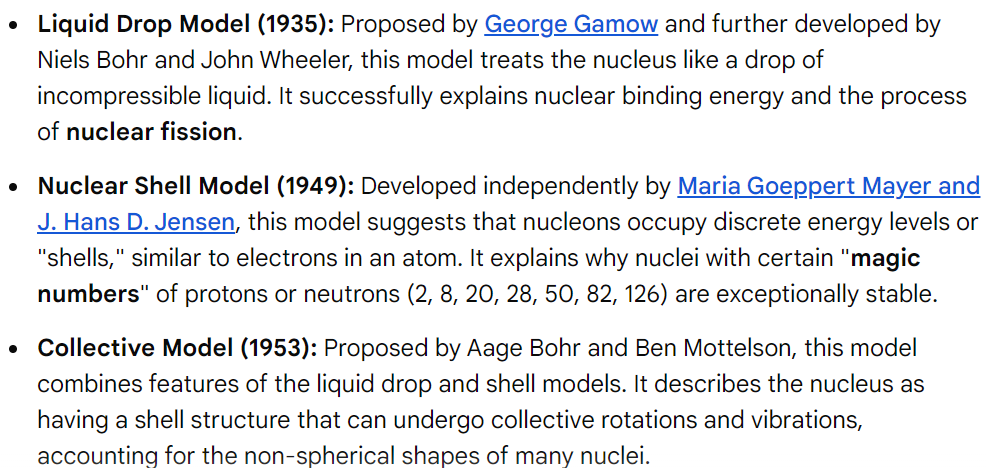 • Liquid Drop Model (1935): Proposed by George Gamow and further developed by
Niels Bohr and John Wheeler, this model treats the nucleus like a drop of
incompressible liquid. It successfully explains nuclear binding energy and the process
of nuclear fission.
• Nuclear Shell Model (1949): Developed independently by Maria Goeppert Mayer and
J. Hans D. Jensen, this model suggests that nucleons occupy discrete energy levels or
"shells," similar to electrons in an atom. It explains why nuclei with certain "magic
numbers" of protons or neutrons (2, 8, 20, 28, 50, 82, 126) are exceptionally stable.
• Collective Model (1953): Proposed by Aage Bohr and Ben Mottelson, this model
combines features of the liquid drop and shell models. It describes the nucleus as
having a shell structure that can undergo collective rotations and vibrations,
accounting for the non-spherical shapes of many nuclei.